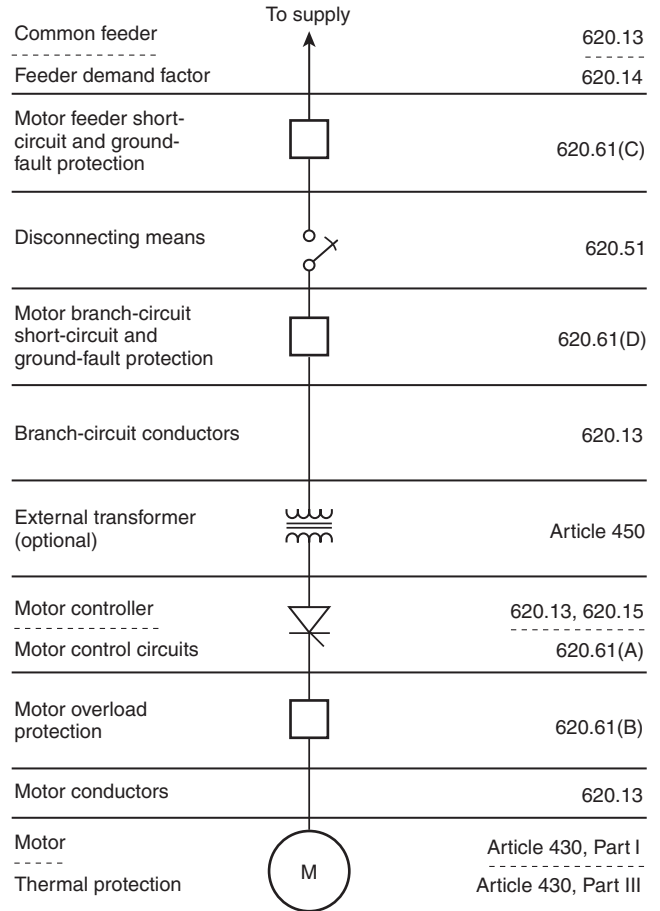 To supply
Common feeder 620.13
Feeder demand factor 620.14
Motor feeder short-
circuit and ground-
fault protection
620.61(C)
Disconnecting means 620.51
Motor branch-circuit
short-circuit and
ground-fault protection
620.61(D)
Branch-circuit conductors 620.13
External transformer
(optional)
Article 450
Motor controller 620.13, 620.15
Motor control circuits 620.61(A)
Motor overload
protection
620.61(B)
Motor conductors 620.13
Motor Article 430, Part I
M
Thermal protection Article 430, Part III